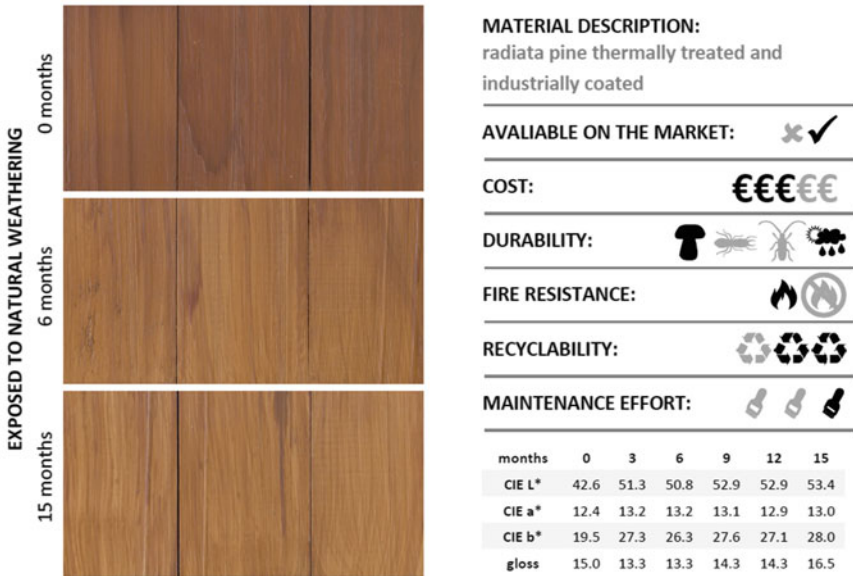 EXPOSED TO NATURAL WEATHERING
0 months
6 months
15 months
MATERIAL DESCRIPTION:
radiata pine thermally treated and
industrially coated
AVALIABLE ON THE MARKET:
COST: €€€€€
DURABILITY:
FIRE RESISTANCE:
RECYCLABILITY:
MAINTENANCE EFFORT:
months 0 3 6 9 12 15
CIE L* 42.6 51.3 50.8 52.9 52.9 53.4
CIE a* 12.4 13.2 13.2 13.1 12.9 13.0
CIE b* 19.5 27.3 26.3 27.6 27.1 28.0
gloss 15.0 13.3 13.3 14.3 14.3 16.5